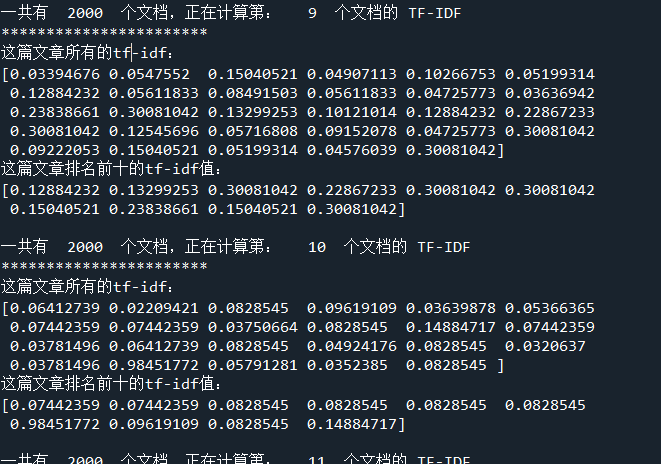 一共有  2000  个文档，正在计算第：  9  个文档的 TF-IDF
***********************
这篇文章所有的tf-idf：
[0.03394676 0.0547552  0.15040521 0.04907113 0.10266753 0.05199314
 0.12884232 0.05611833 0.08491503 0.05611833 0.04725773 0.03636942
 0.23838661 0.30081042 0.13299253 0.10121014 0.12884232 0.22867233
 0.30081042 0.12545696 0.05716808 0.09152078 0.04725773 0.30081042
 0.09222053 0.15040521 0.05199314 0.04576039 0.30081042]
这篇文章排名前十的tf-idf值：
[0.12884232 0.13299253 0.30081042 0.22867233 0.30081042 0.30081042
 0.15040521 0.23838661 0.15040521 0.30081042]
一共有  2000  个文档，正在计算第：  10  个文档的 TF-IDF
***********************
这篇文章所有的tf-idf：
[0.06412739 0.02209421 0.0828545  0.09619109 0.03639878 0.05366365
 0.07442359 0.07442359 0.03750664 0.0828545  0.14884717 0.07442359
 0.03781496 0.06412739 0.0828545  0.04924176 0.0828545  0.0320637
 0.03781496 0.98451772 0.05791281 0.0352385  0.0828545 ]
这篇文章排名前十的tf-idf值：
[0.07442359 0.07442359 0.0828545  0.0828545  0.0828545  0.0828545
 0.98451772 0.09619109 0.0828545  0.14884717]
一共有  2000  个文档，正在计算第：  11  个文档的 TF-IDF